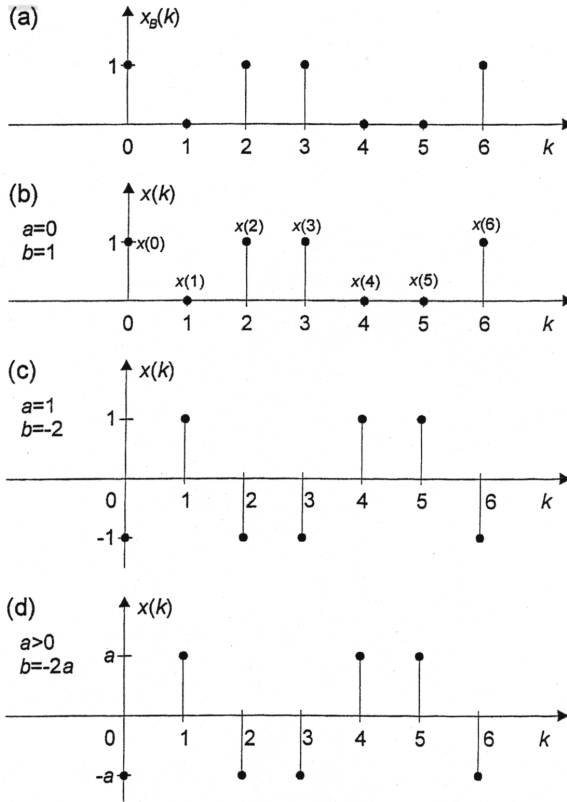 (a)
x_B(k)
1
0 1 2 3 4 5 6 k
(b)
x(k)
a=0
b=1
1 x(0) x(1) x(2) x(3) x(4) x(5) x(6)
0 1 2 3 4 5 6 k
(c)
x(k)
a=1
b=-2
1
0 1 2 3 4 5 6 k
-1
(d)
x(k)
a>0
b=-2a
a
0 1 2 3 4 5 6 k
-a